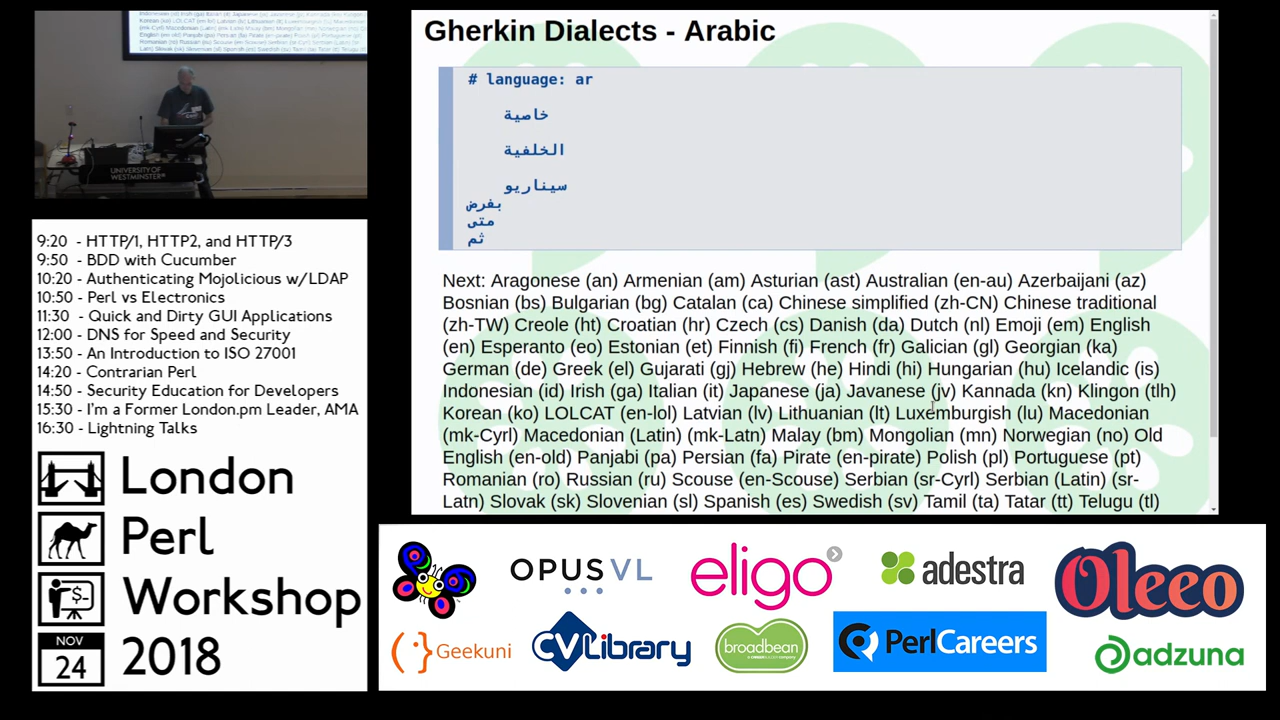 Gherkin Dialects - Arabic
# language: ar
خاصية
الخلفية
سيناريو
بفرض
متى
ثم
Next: Aragonese (an) Armenian (am) Asturian (ast) Australian (en-au) Azerbaijani (az)
Bosnian (bs) Bulgarian (bg) Catalan (ca) Chinese simplified (zh-CN) Chinese traditional
(zh-TW) Creole (ht) Croatian (hr) Czech (cs) Danish (da) Dutch (nl) Emoji (em) English
(en) Esperanto (eo) Estonian (et) Finnish (fi) French (fr) Galician (gl) Georgian (ka)
German (de) Greek (el) Gujarati (gj) Hebrew (he) Hindi (hi) Hungarian (hu) Icelandic (is)
Indonesian (id) Irish (ga) Italian (it) Japanese (ja) Javanese (jv) Kannada (kn) Klingon (tlh)
Korean (ko) LOLCAT (en-lol) Latvian (lv) Lithuanian (lt) Luxemburgish (lu) Macedonian
(mk-Cyrl) Macedonian (Latin) (mk-Latn) Malay (bm) Mongolian (mn) Norwegian (no) Old
English (en-old) Panjabi (pa) Persian (fa) Pirate (en-pirate) Polish (pl) Portuguese (pt)
Romanian (ro) Russian (ru) Scouse (en-Scouse) Serbian (sr-Cyrl) Serbian (Latin) (sr-
Latn) Slovak (sk) Slovenian (sl) Spanish (es) Swedish (sv) Tamil (ta) Tatar (tt) Telugu (tl)
UNIVERSITY OF
WESTMINSTER
9:20 - HTTP/1, HTTP2, and HTTP/3
9:50 - BDD with Cucumber
10:20 - Authenticating Mojolicious w/LDAP
10:50 - Perl vs Electronics
11:30 - Quick and Dirty GUI Applications
12:00 - DNS for Speed and Security
13:50 - An Introduction to ISO 27001
14:20 - Contrarian Perl
14:50 - Security Education for Developers
15:30 - I'm a Former London.pm Leader, AMA
16:30 - Lightning Talks
London
Perl
$-
Workshop
NOV
24
2018
OPUS VL
eligo
adestra
Oleeo
Geekuni
CVLibrary
broadbean
PerlCareers
adzuna